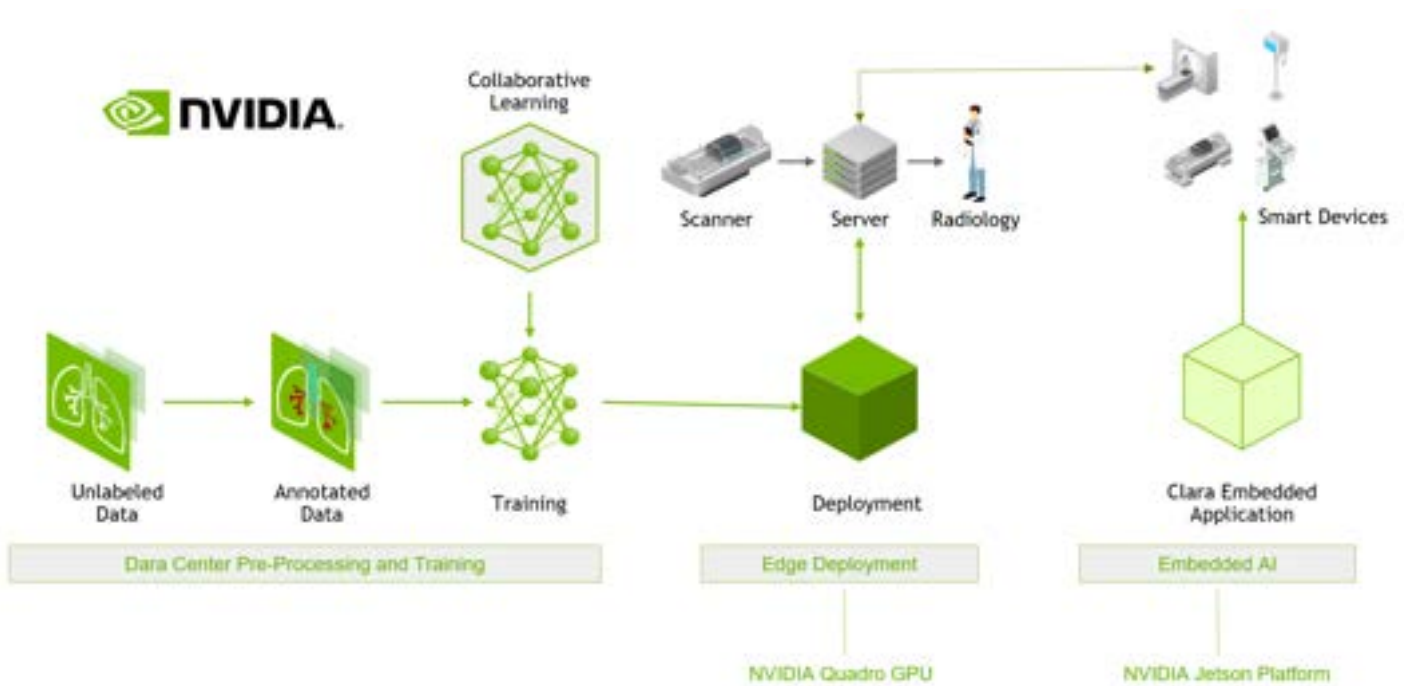 NVIDIA.
Collaborative
Learning
Scanner
Server
Radiology
Smart Devices
Unlabeled
Data
Annotated
Data
Training
Deployment
Clara Embedded
Application
Dara Center Pre-Processing and Training
Edge Deployment
Embedded AI
NVIDIA Quadro GPU
NVIDIA Jetson Platform